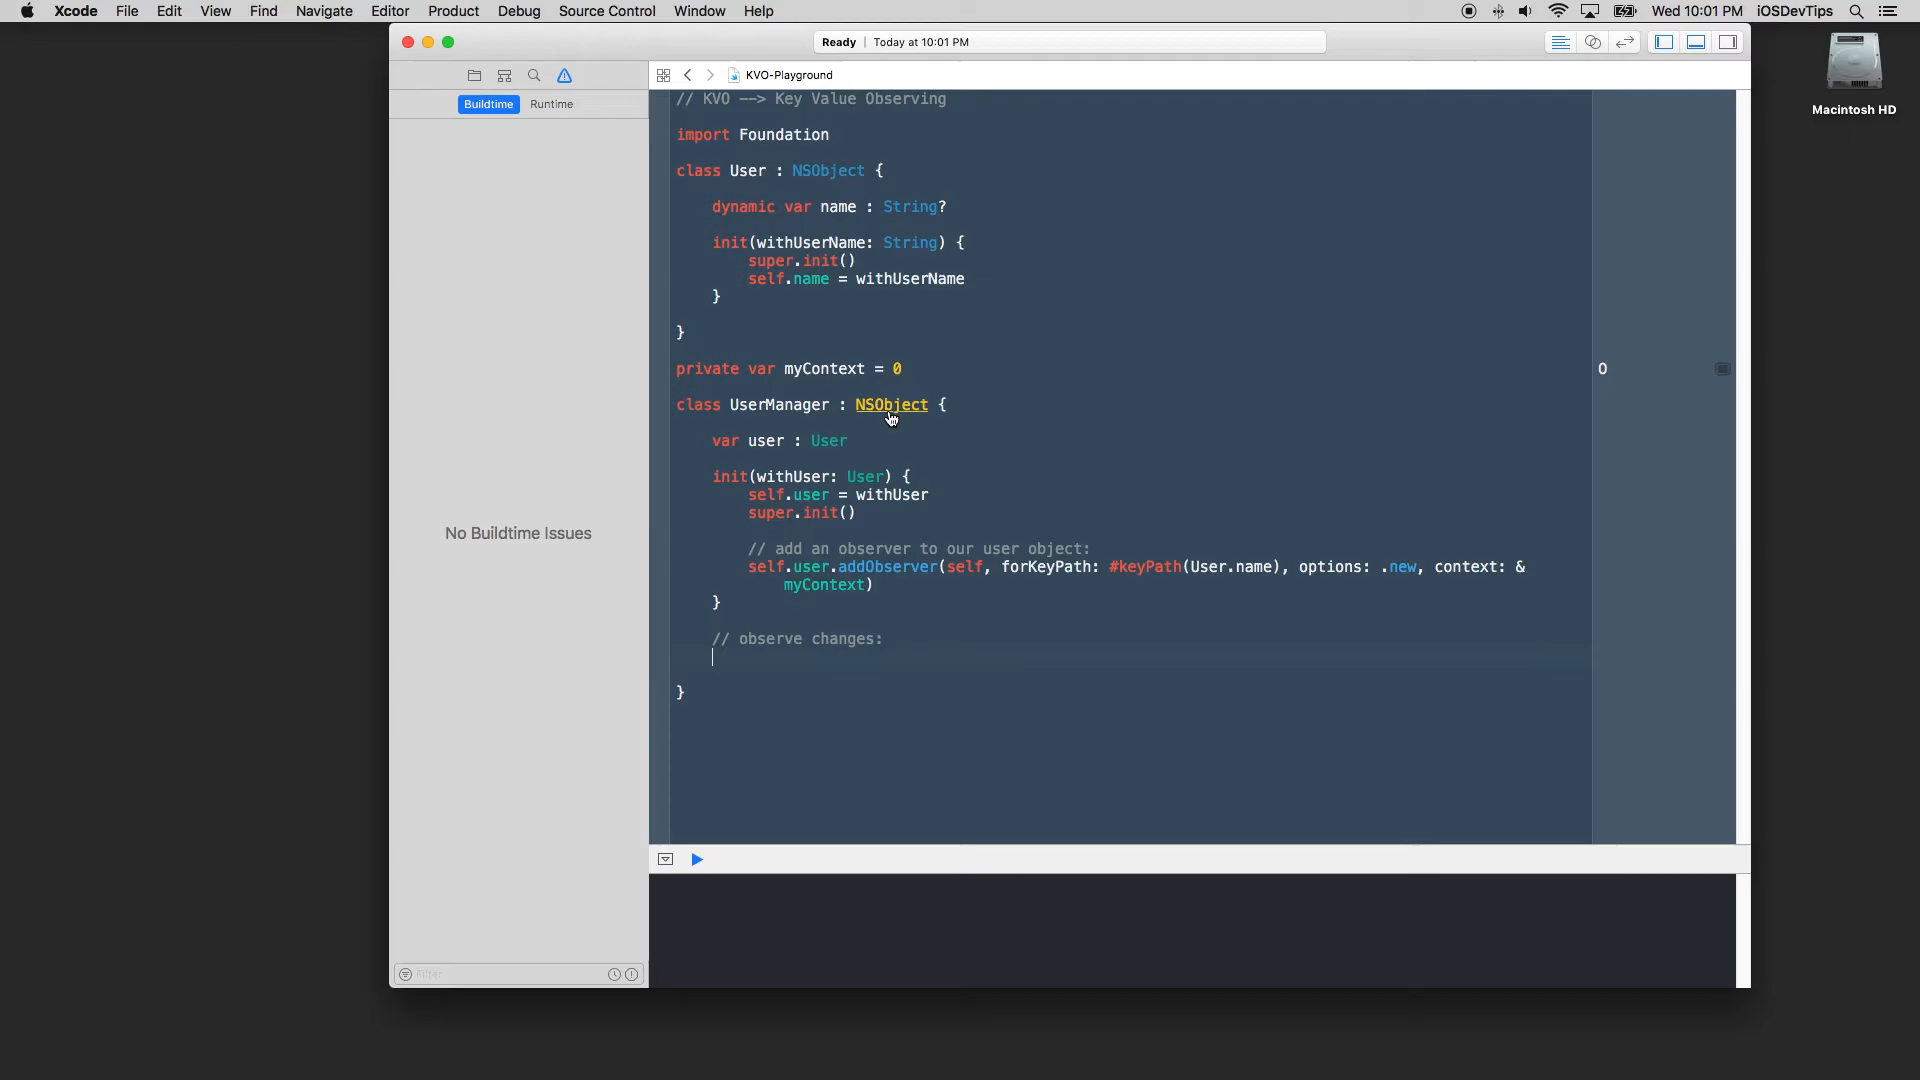 Xcode File Edit View Find Navigate Editor Product Debug Source Control Window Help Wed 10:01 PM iOSDevTips
Ready | Today at 10:01 PM
Macintosh HD
KVO-Playground
Buildtime Runtime
// KVO --> Key Value Observing
import Foundation
class User : NSObject {
dynamic var name : String?
init(withUserName: String) {
super.init()
self.name = withUserName
}
}
private var myContext = 0
0
class UserManager : NSObject {
var user : User
init(withUser: User) {
self.user = withUser
super.init()
No Buildtime Issues
// add an observer to our user object:
self.user.addObserver(self, forKeyPath: #keyPath(User.name), options: .new, context: &
myContext)
}
// observe changes:
}
Filter